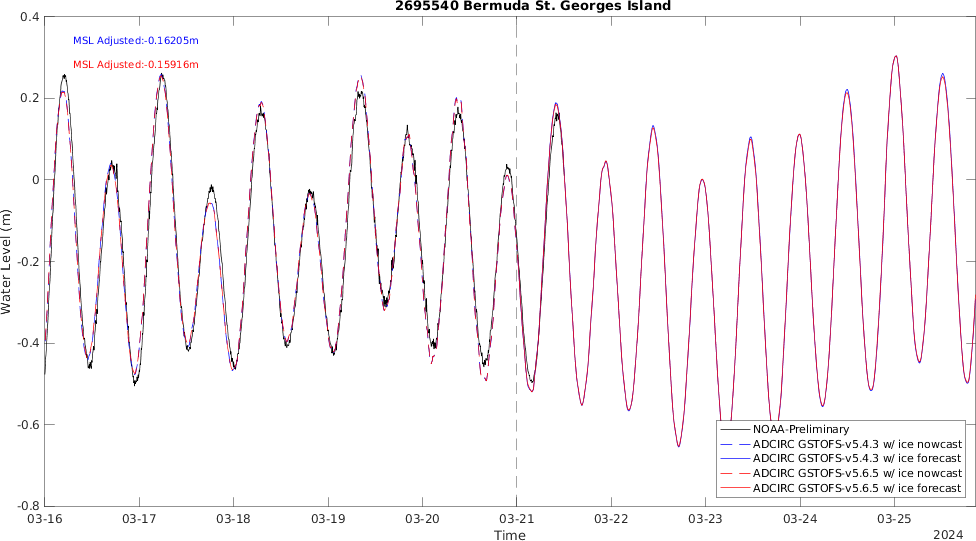 2695540 Bermuda St. Georges Island
MSL Adjusted:-0.16205m
MSL Adjusted:-0.15916m
Water Level (m)
0.4
0.2
0
-0.2
-0.4
-0.6
-0.8
NOAA-Preliminary
ADCIRC GSTOFS-v5.4.3 w/ ice nowcast
ADCIRC GSTOFS-v5.4.3 w/ ice forecast
ADCIRC GSTOFS-v5.6.5 w/ ice nowcast
ADCIRC GSTOFS-v5.6.5 w/ ice forecast
03-16 03-17 03-18 03-19 03-20 03-21 03-22 03-23 03-24 03-25
Time
2024